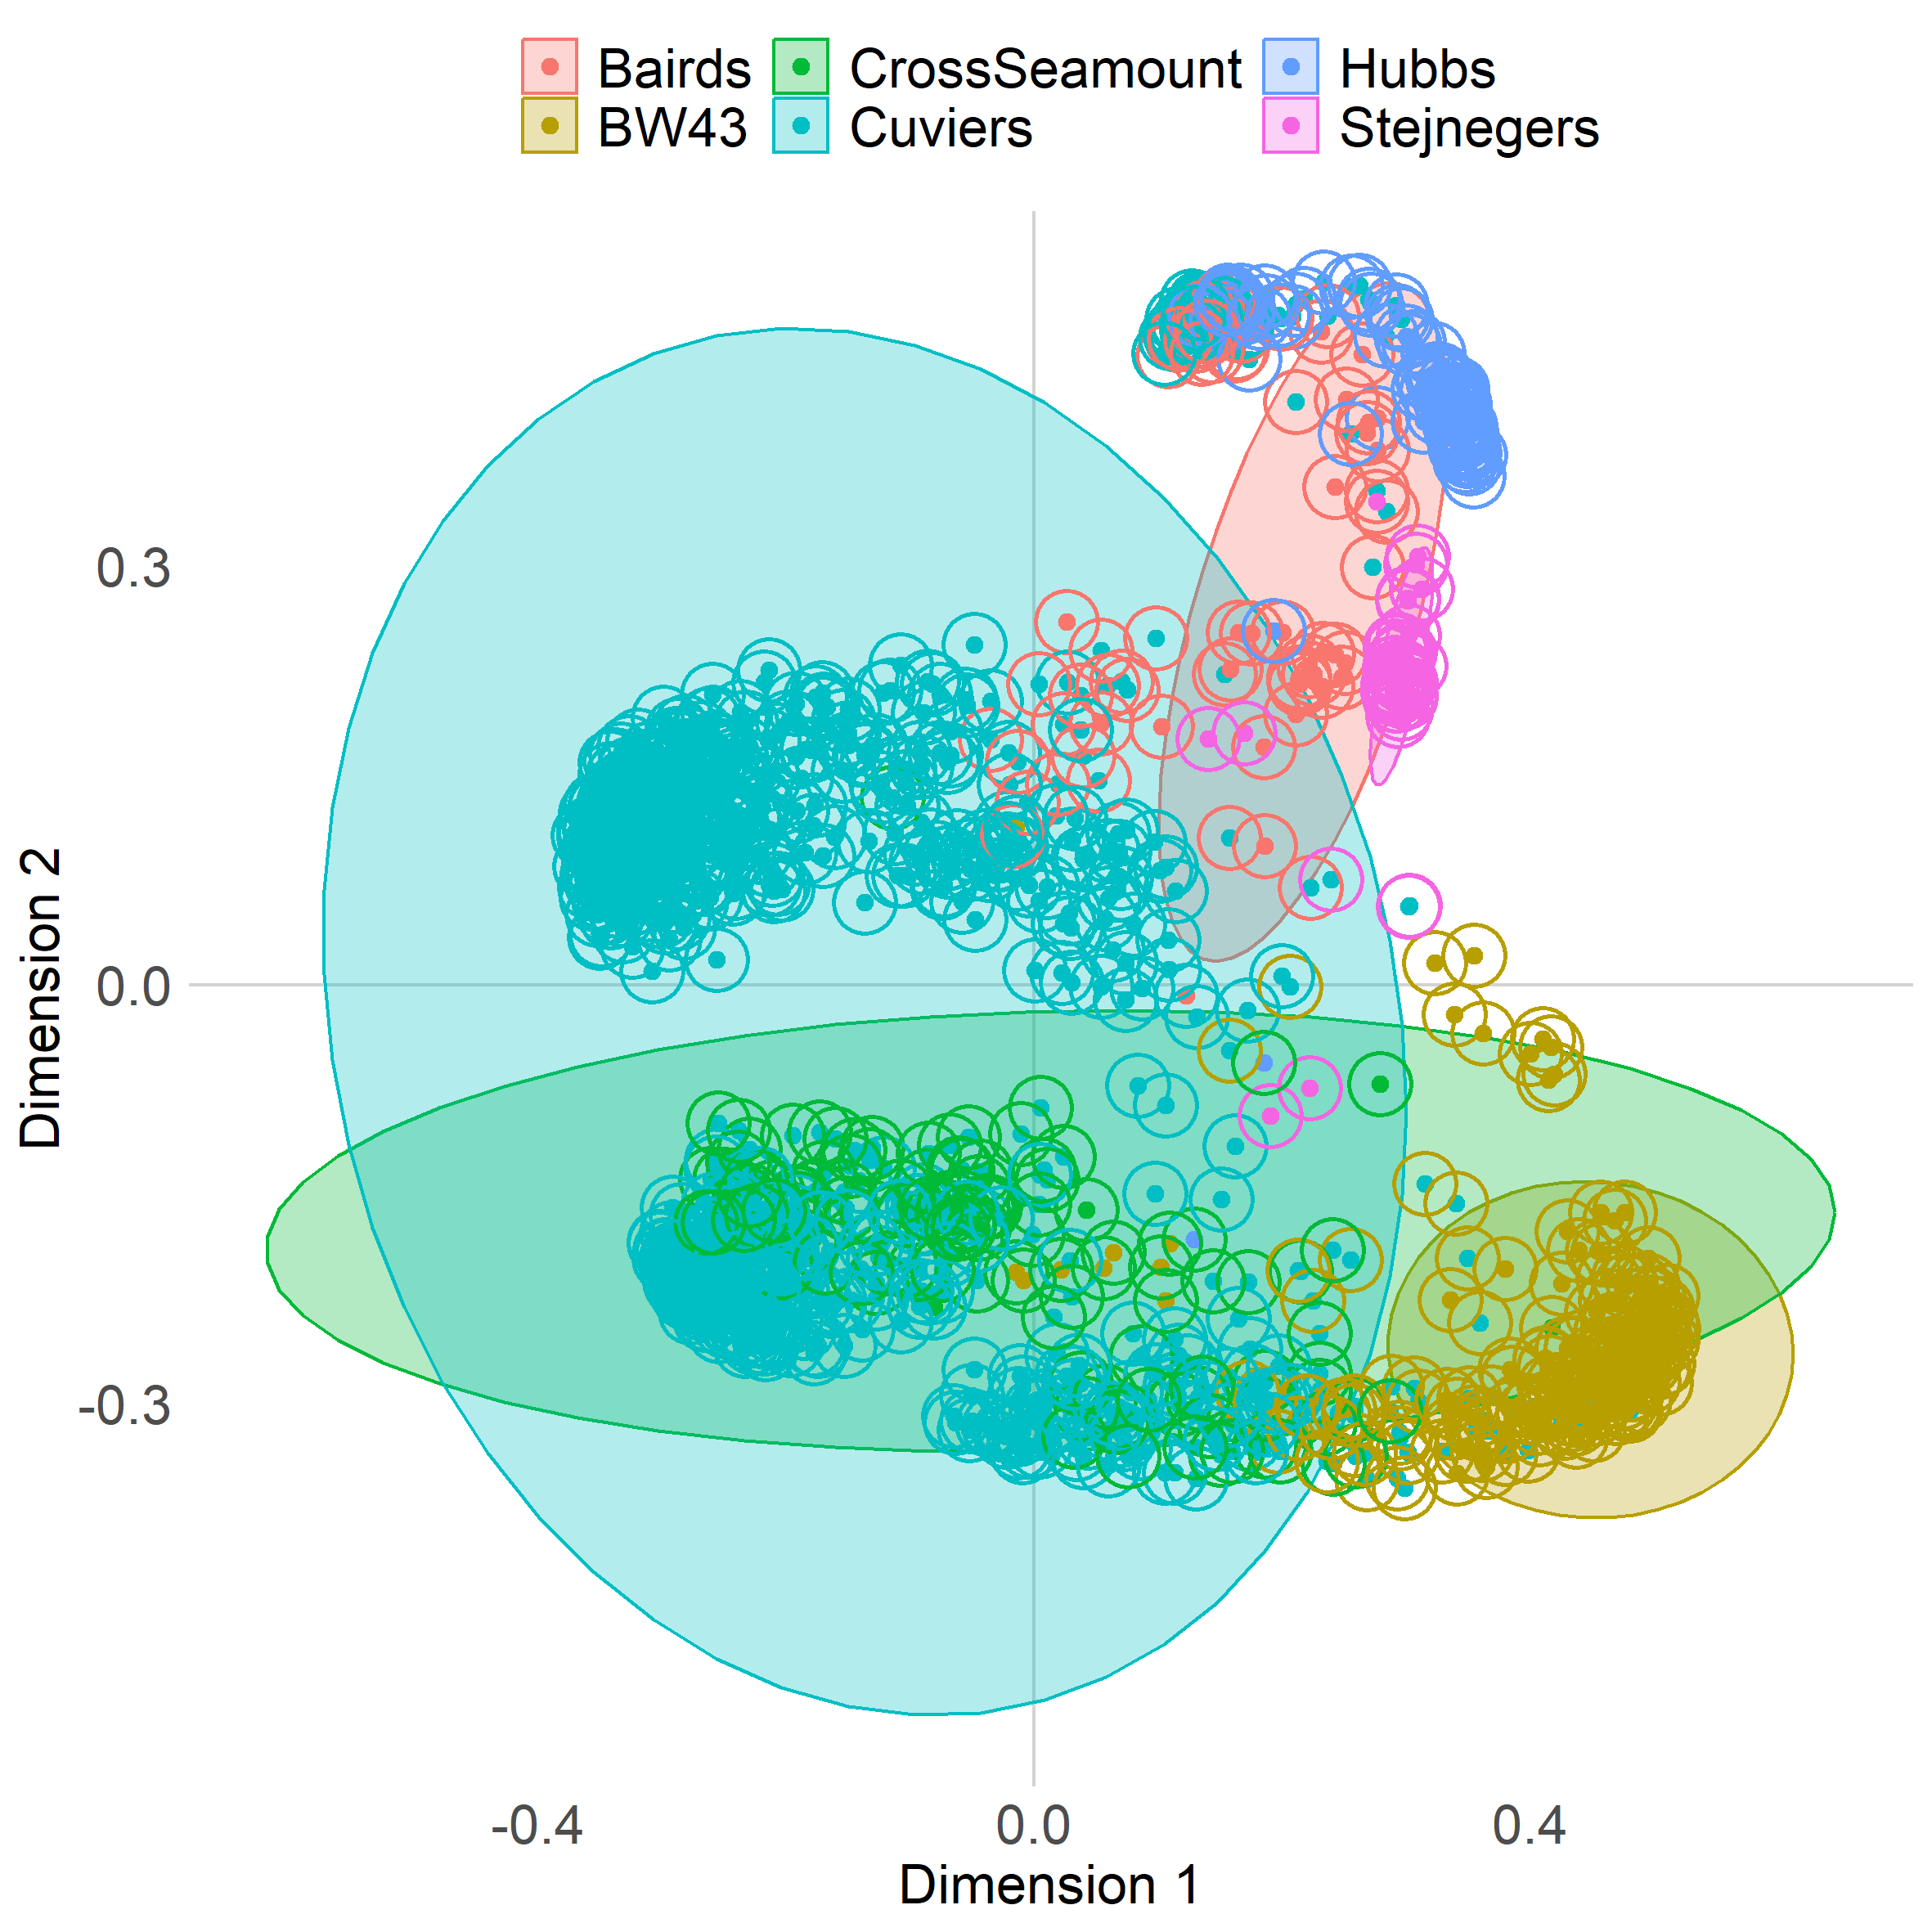 Bairds CrossSeamount Hubbs
BW43 Cuviers Stejnegers
Dimension 2
0.3
0.0
-0.3
-0.4 0.0 0.4
Dimension 1